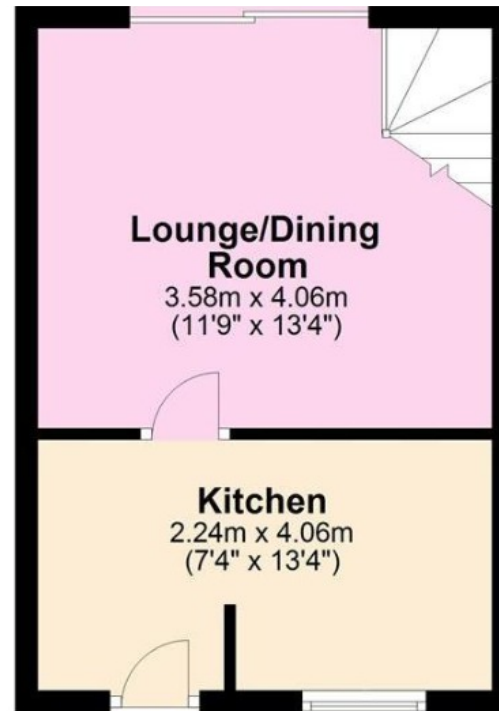 Lounge/Dining
Room
3.58m x 4.06m
(11'9" x 13'4")
Kitchen
2.24m x 4.06m
(7'4" x 13'4")